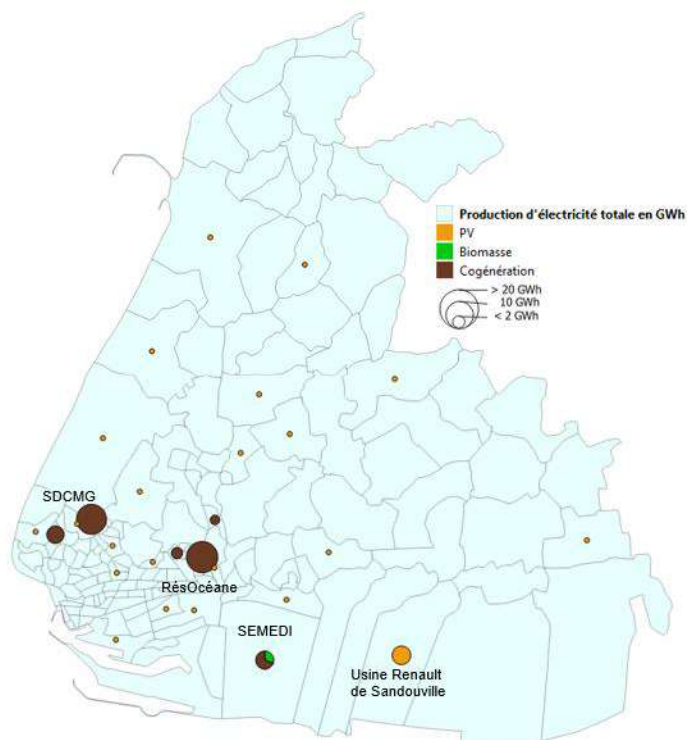 Production d'électricité totale en GWh
PV
Biomasse
Cogénération
> 20 GWh
10 GWh
< 2 GWh
SDCMG
RésOcéane
SEMEDI
Usine Renault
de Sandouville